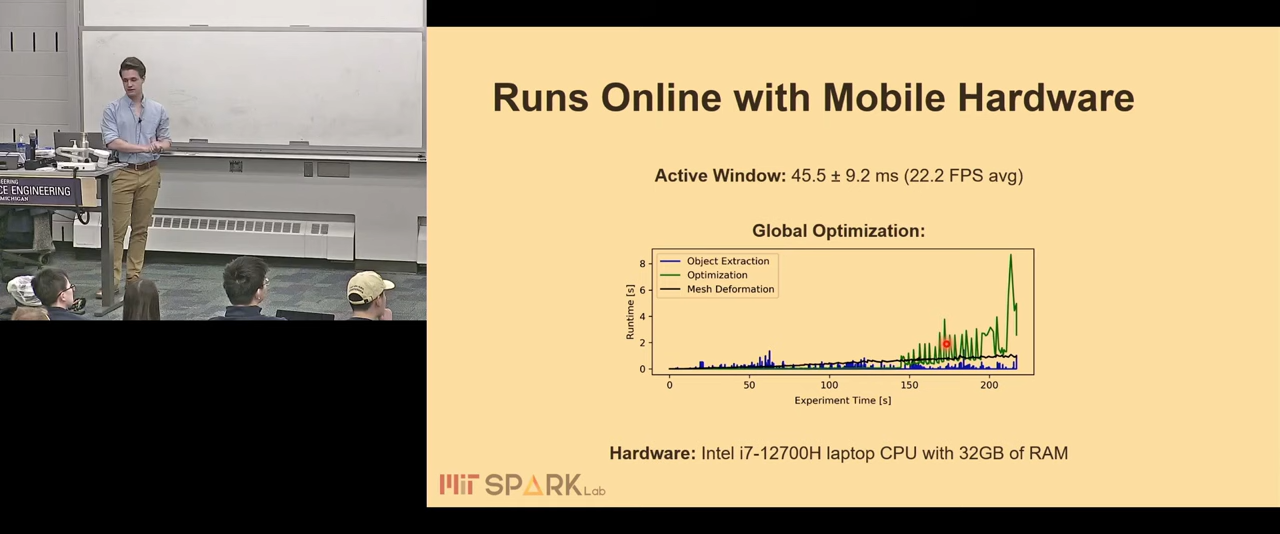 EERING
CE ENGINEERING
MICHIGAN
Runs Online with Mobile Hardware
Active Window: 45.5 ± 9.2 ms (22.2 FPS avg)
Global Optimization:
Object Extraction
Optimization
Mesh Deformation
Runtime [s]
8
6
4
2
0
0 50 100 150 200
Experiment Time [s]
Hardware: Intel i7-12700H laptop CPU with 32GB of RAM
MIT SPARK Lab